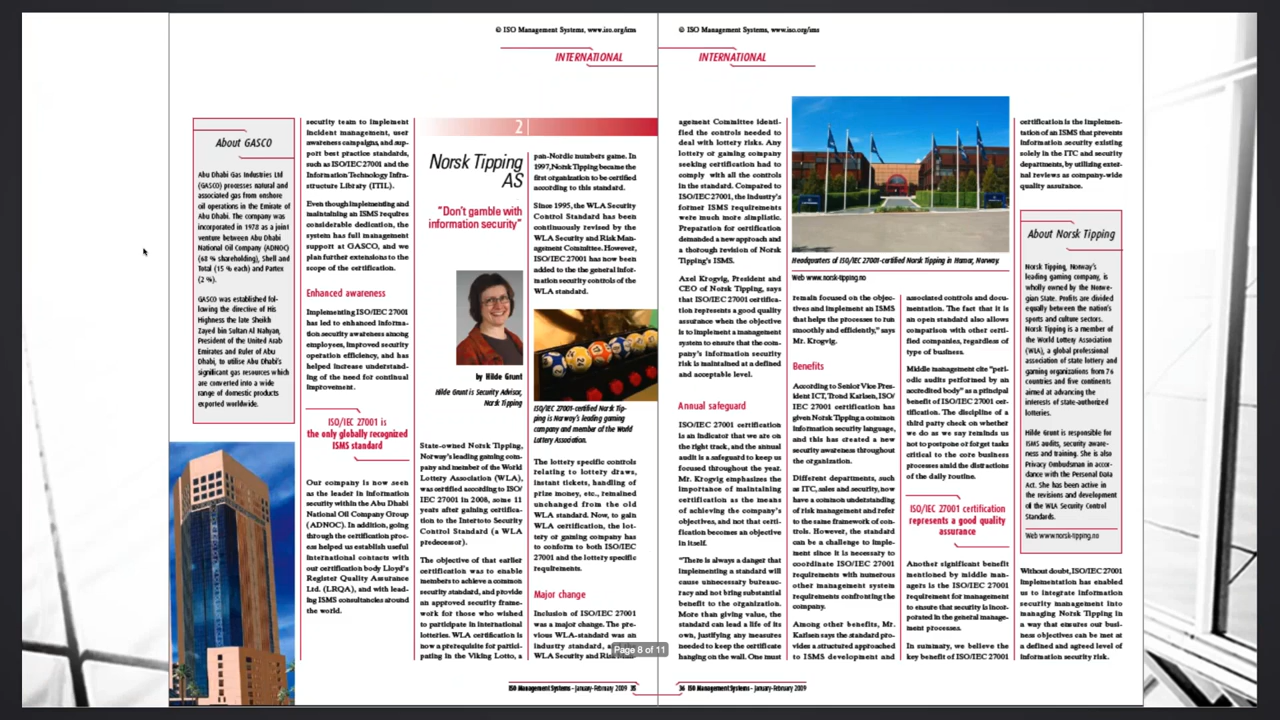 © ISO Management Systems, www.iso.org/ims
INTERNATIONAL
About GASCO
Abu Dhabi Gas Industries Ltd
(GASCO) processes natural and
associated gas from onshore
oil operations in the Emirate of
Abu Dhabi. The company was
incorporated in 1978 as a joint
venture between Abu Dhabi
National Oil Company (ADNOC)
(68 % shareholding), Shell and
Total (15 % each) and Partex
(2 %).
GASCO was established fol-
lowing the directive of His
Highness the late Sheikh
Zayed bin Sultan Al Nahyan,
President of the United Arab
Emirates and Ruler of Abu
Dhabi, to utilise Abu Dhabi's
significant gas resources which
are converted into a wide
range of domestic products
exported worldwide.
security team to implement
incident management, user
awareness campaigns, and sup-
port best practice standards,
such as ISO/IEC 27001 and the
Information Technology Infra-
structure Library (ITIL).
Even though implementing and
maintaining an ISMS requires
considerable dedication, the
system has full management
support at GASCO, and we
plan further extensions to the
scope of the certification.
Enhanced awareness
Implementing ISO/IEC 27001
has led to enhanced informa-
tion security awareness among
employees, improved security
operation efficiency, and has
helped increase understand-
ing of the need for continual
improvement.
ISO/IEC 27001 is
the only globally recognized
ISMS standard
Our company is now seen
as the leader in information
security within the Abu Dhabi
National Oil Company Group
(ADNOC). In addition, going
through the certification proc-
ess helped us establish useful
international contacts with
our certification body Lloyd's
Register Quality Assurance
Ltd. (LRQA), and with lead-
ing ISMS consultancies around
the world.
2
Norsk Tipping
AS
"Don't gamble with
information security"
by Hilde Grunt
Hilde Grunt is Security Advisor,
Norsk Tipping
State-owned Norsk Tipping,
Norway's leading gaming com-
pany and member of the World
Lottery Association (WLA),
was certified according to ISO/
IEC 27001 in 2008, some 11
years after gaining certifica-
tion to the Intertoto Security
Control Standard (a WLA
predecessor).
The objective of that earlier
certification was to enable
members to achieve a common
security standard, and provide
an approved security frame-
work for those who wished
to participate in international
lotteries. WLA certification is
now a prerequisite for partici-
pating in the Viking Lotto, a
pan-Nordic numbers game. In
1997, Norsk Tipping became the
first organization to be certified
according to this standard.
Since 1995, the WLA Security
Control Standard has been
continuously revised by the
WLA Security and Risk Man-
agement Committee. However,
ISO/IEC 27001 has now been
added to the the general infor-
mation security controls of the
WLA standard.
ISO/IEC 27001-certified Norsk Tip-
ping is Norway's leading gaming
company and member of the World
Lottery Association.
The lottery specific controls
relating to lottery draws,
instant tickets, handling of
prize money, etc., remained
unchanged from the old
WLA standard. Now, to gain
WLA certification, the lot-
tery or gaming company has
to conform to both ISO/IEC
27001 and the lottery specific
requirements.
Major change
Inclusion of ISO/IEC 27001
was a major change. The pre-
vious WLA-standard was an
industry standard,
WLA Security and Risk
ISO Management Systems – January-February 2009 35
Page 8 of 11
© ISO Management Systems, www.iso.org/ims
INTERNATIONAL
agement Committee identi-
fied the controls needed to
deal with lottery risks. Any
lottery or gaming company
seeking certification had to
comply with all the controls
in the standard. Compared to
ISO/IEC 27001, the industry's
former ISMS requirements
were much more simplistic.
Preparation for certification
demanded a new approach and
a thorough revision of Norsk
Tipping's ISMS.
Axel Krogvig, President and
CEO of Norsk Tipping, says
that ISO/IEC 27001 certifica-
tion represents a good quality
assurance when the objective
is to implement a management
system to ensure that the com-
pany's information security
risk is maintained at a defined
and acceptable level.
Annual safeguard
ISO/IEC 27001 certification
is an indicator that we are on
the right track, and the annual
audit is a safeguard to keep us
focused throughout the year.
Mr. Krogvig emphasizes the
importance of maintaining
certification as the means
of achieving the company's
objectives, and not that certi-
fication becomes an objective
in itself.
"There is always a danger that
implementing a standard will
cause unnecessary bureauc-
racy and not bring substantial
benefit to the organization.
More than giving value, the
standard can lead a life of its
own, justifying any measures
needed to keep the certificate
hanging on the wall. One must
Headquarters of ISO/IEC 27001-certified Norsk Tipping in Hamar, Norway.
Web www.norsk-tipping.no
remain focused on the objec-
tives and implement an ISMS
that helps the processes to run
smoothly and efficiently," says
Mr. Krogvig.
Benefits
According to Senior Vice Pres-
ident ICT, Trond Karlsen, ISO/
IEC 27001 certification has
given Norsk Tipping a common
information security language,
and this has created a new
security awareness throughout
the organization.
Different departments, such
as ITC, sales and security, now
have a common understanding
of risk management and refer
to the same framework of con-
trols. However, the standard
can be a challenge to imple-
ment since it is necessary to
coordinate ISO/IEC 27001
requirements with numerous
other management system
requirements confronting the
company.
Among other benefits, Mr.
Karlsen says the standard pro-
vides a structured approached
to ISMS development and
associated controls and docu-
mentation. The fact that it is
an open standard also allows
comparison with other certi-
fied companies, regardless of
type of business.
Middle management cite "peri-
odic audits performed by an
accredited body" as a principal
benefit of ISO/IEC 27001 cer-
tification. The discipline of a
third party check on whether
we do as we say reminds us
not to postpone or forget tasks
critical to the core business
processes amid the distractions
of the daily routine.
ISO/IEC 27001 certification
represents a good quality
assurance
Another significant benefit
mentioned by middle man-
agers is the ISO/IEC 27001
requirement for management
to ensure that security is incor-
porated in the general manage-
ment processes.
In summary, we believe the
key benefit of ISO/IEC 27001
certification is the implemen-
tation of an ISMS that prevents
information security existing
solely in the ITC and security
departments, by utilizing exter-
nal reviews as company-wide
quality assurance.
About Norsk Tipping
Norsk Tipping, Norway's
leading gaming company, is
wholly owned by the Norwe-
gian State. Profits are divided
equally between the nation's
sports and culture sectors.
Norsk Tipping is a member of
the World Lottery Association
(WLA), a global professional
association of state lottery and
gaming organizations from 76
countries and five continents
aimed at advancing the
interests of state-authorized
lotteries.
Hilde Grunt is responsible for
ISMS audits, security aware-
ness and training. She is also
Privacy Ombudsman in accor-
dance with the Personal Data
Act. She has been active in
the revisions and development
of the WLA Security Control
Standards.
Web www.norsk-tipping.no
Without doubt, ISO/IEC 27001
implementation has enabled
us to integrate information
security management into
managing Norsk Tipping in
a way that ensures our busi-
ness objectives can be met at
a defined and agreed level of
information security risk.
36 ISO Management Systems – January-February 2009